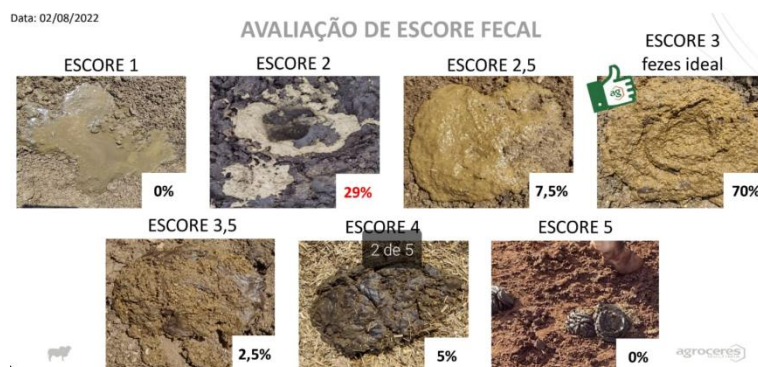 Data: 02/08/2022
AVALIAÇÃO DE ESCORE FECAL
ESCORE 1
ESCORE 2
ESCORE 2,5
ESCORE 3
fezes ideal
agroceres
0%
29%
7,5%
70%
ESCORE 3,5
ESCORE 4
ESCORE 5
2 de 5
2,5%
5%
0%
agroceres